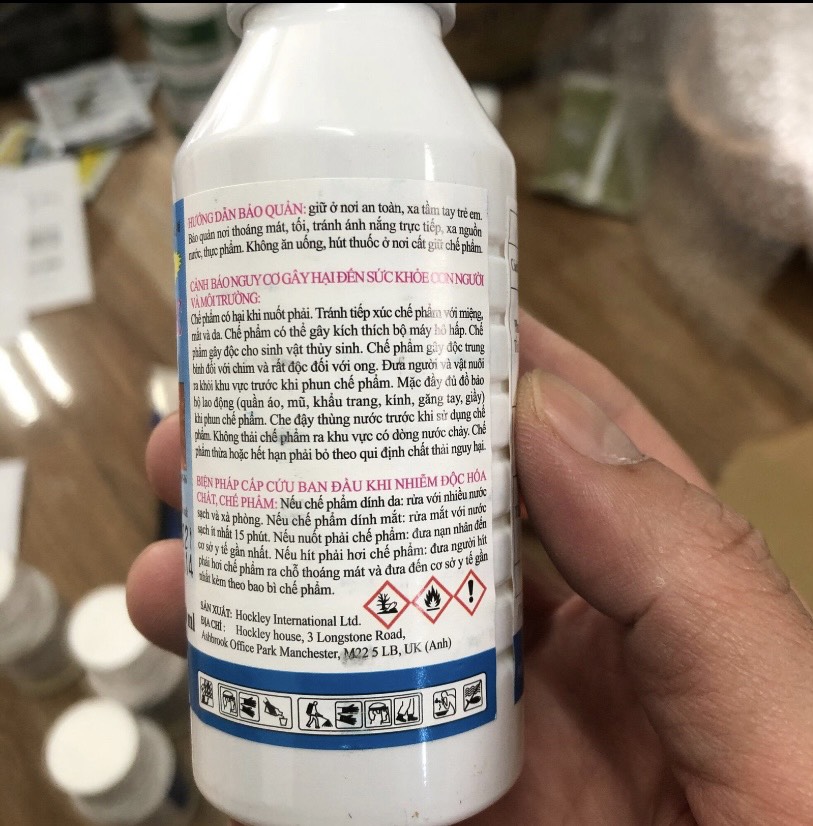 HƯỚNG DẪN BẢO QUẢN: giữ ở nơi an toàn, xa tầm tay trẻ em.
Bảo quản nơi thoáng mát, tối, tránh ánh nắng trực tiếp, xa nguồn
nước, thực phẩm. Không ăn uống, hút thuốc ở nơi cất giữ chế phẩm.
CẢNH BÁO NGUY CƠ GÂY HẠI ĐẾN SỨC KHỎE CON NGƯỜI
VÀ MÔI TRƯỜNG:
Chế phẩm có hại khi nuốt phải. Tránh tiếp xúc chế phẩm với miệng,
mắt và da. Chế phẩm có thể gây kích thích bộ máy hô hấp. Chế
phẩm gây độc cho sinh vật thủy sinh. Chế phẩm gây độc trung
bình đối với chim và rất độc đối với ong. Đưa người và vật nuôi
ra khỏi khu vực trước khi phun chế phẩm. Mặc đầy đủ đồ bảo
hộ lao động (quần áo, mũ, khẩu trang, kính, găng tay, giầy)
khi phun chế phẩm. Che đậy thùng nước trước khi sử dụng chế
phẩm. Không thải chế phẩm ra khu vực có dòng nước chảy. Chế
phẩm thừa hoặc hết hạn phải bỏ theo qui định chất thải nguy hại.
BIỆN PHÁP CẤP CỨU BAN ĐẦU KHI NHIỄM ĐỘC HÓA
CHẤT, CHẾ PHẨM: Nếu chế phẩm dính da: rửa với nhiều nước
sạch và xà phòng. Nếu chế phẩm dính mắt: rửa mắt với nước
sạch ít nhất 15 phút. Nếu nuốt phải chế phẩm: đưa nạn nhân đến
cơ sở y tế gần nhất. Nếu hít phải hơi chế phẩm: đưa người hít
phải hơi chế phẩm ra chỗ thoáng mát và đưa đến cơ sở y tế gần
nhất kèm theo bao bì chế phẩm.
SẢN XUẤT: Hockley International Ltd.
ĐỊA CHỈ: Hockley house, 3 Longstone Road,
Ashbrook Office Park Manchester, M22 5 LB, UK (Anh)